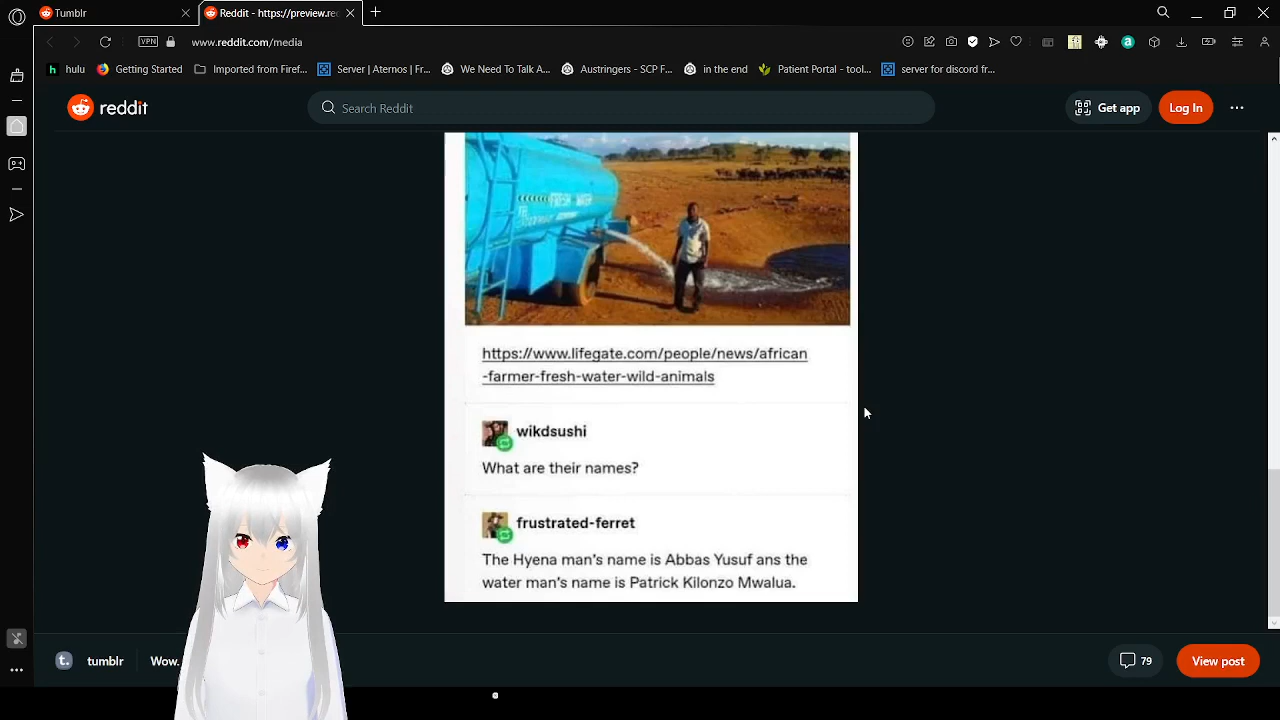 Tumblr
Reddit - https://preview.rec
VPN
www.reddit.com/media
hulu
Getting Started
Imported from Firef...
Server | Aternos | Fr...
We Need To Talk A...
Austringers - SCP F...
in the end
Patient Portal - tool...
server for discord fr...
reddit
Search Reddit
Get app
Log In
FRESH WATER
https://www.lifegate.com/people/news/african
-farmer-fresh-water-wild-animals
wikdsushi
What are their names?
frustrated-ferret
The Hyena man's name is Abbas Yusuf ans the
water man's name is Patrick Kilonzo Mwalua.
tumblr
Wow.
79
View post